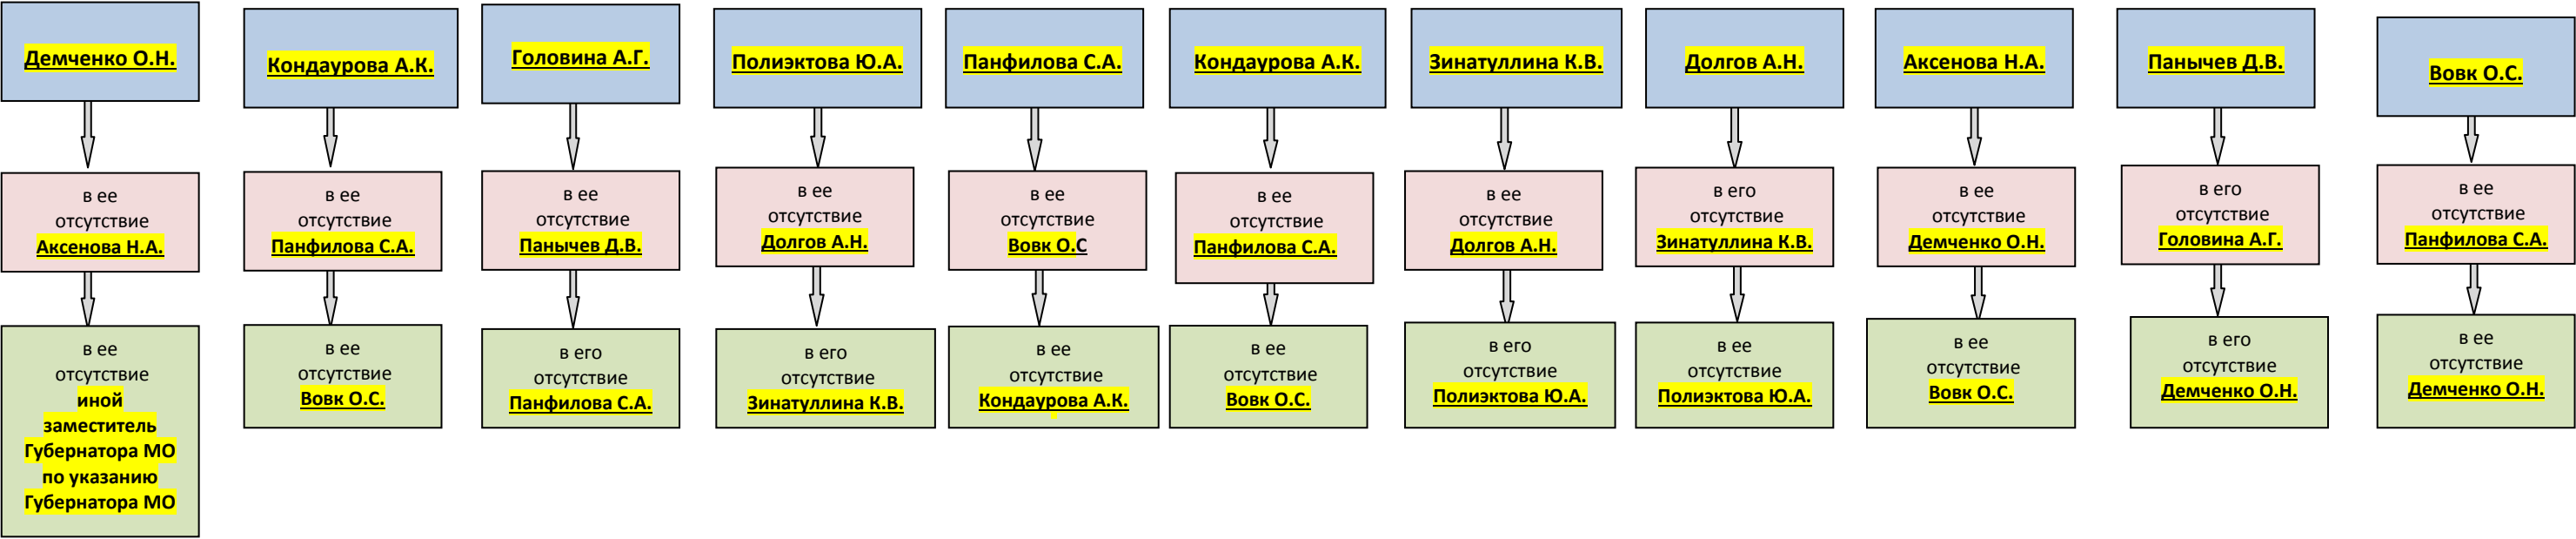 Демченко О.Н.
Кондаурова А.К.
Головина А.Г.
Полиэктова Ю.А.
Панфилова С.А.
Кондаурова А.К.
Зинатуллина К.В.
Долгов А.Н.
Аксенова Н.А.
Панычев Д.В.
Вовк О.С.
в ее
отсутствие
Аксенова Н.А.
в ее
отсутствие
Панфилова С.А.
в ее
отсутствие
Панычев Д.В.
в ее
отсутствие
Долгов А.Н.
в ее
отсутствие
Вовк О.С
в ее
отсутствие
Панфилова С.А.
в ее
отсутствие
Долгов А.Н.
в его
отсутствие
Зинатуллина К.В.
в ее
отсутствие
Демченко О.Н.
в его
отсутствие
Головина А.Г.
в ее
отсутствие
Панфилова С.А.
в ее
отсутствие
иной
заместитель
Губернатора МО
по указанию
Губернатора МО
в ее
отсутствие
Вовк О.С.
в его
отсутствие
Панфилова С.А.
в его
отсутствие
Зинатуллина К.В.
в ее
отсутствие
Кондаурова А.К.
в ее
отсутствие
Вовк О.С.
в его
отсутствие
Полиэктова Ю.А.
в ее
отсутствие
Полиэктова Ю.А.
в ее
отсутствие
Вовк О.С.
в его
отсутствие
Демченко О.Н.
в ее
отсутствие
Демченко О.Н.